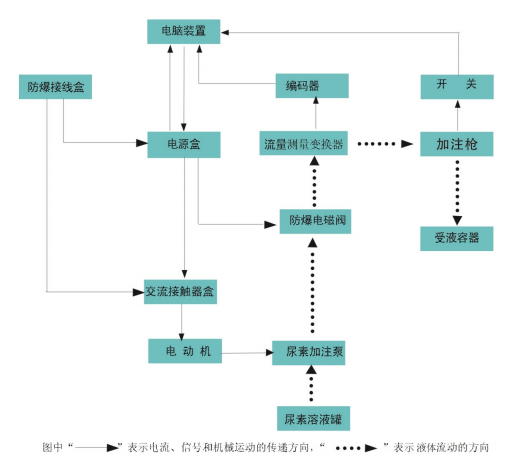 电脑装置
防爆接线盒
编码器
开 关
电源盒
流量测量变换器
加注枪
防爆电磁阀
受液容器
交流接触器盒
电 动 机
尿素加注泵
尿素溶液罐
图中“——►”表示电流、信号和机械运动的传递方向，“ ••••► ”表示液体流动的方向